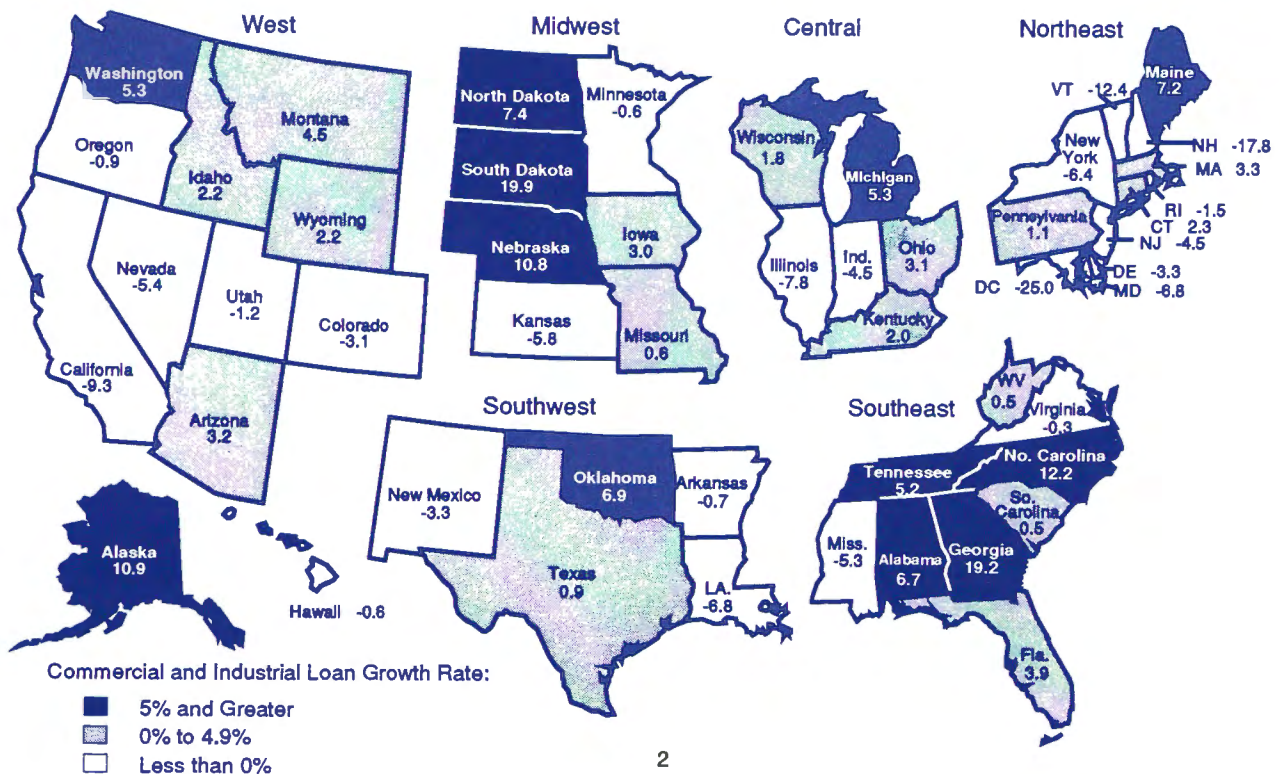 West
Midwest
Central
Northeast
Washington
5.3
Montana
4.5
Oregon
-0.9
Idaho
2.2
Wyoming
2.2
Nevada
-5.4
Utah
-1.2
Colorado
-3.1
California
-9.3
Arizona
3.2
Alaska
10.9
Hawaii -0.6
North Dakota
7.4
Minnesota
-0.6
South Dakota
19.9
Nebraska
10.8
Iowa
3.0
Kansas
-5.8
Missouri
0.6
Wisconsin
1.8
Michigan
5.3
Illinois
-7.8
Ind.
-4.5
Ohio
3.1
Kentucky
2.0
Maine
7.2
VT -12.4
New
York
-6.4
NH -17.8
MA 3.3
RI -1.5
CT 2.3
NJ -4.5
Pennsylvania
1.1
DE -3.3
DC -25.0
MD -6.8
Southwest
Southeast
New Mexico
-3.3
Oklahoma
6.9
Arkansas
-0.7
Texas
0.9
LA.
-6.8
WV
0.5
Virginia
-0.3
Tennessee
5.2
No. Carolina
12.2
So.
Carolina
0.5
Miss.
-5.3
Alabama
6.7
Georgia
19.2
Fla.
3.9
Commercial and Industrial Loan Growth Rate:
5% and Greater
0% to 4.9%
Less than 0%
2